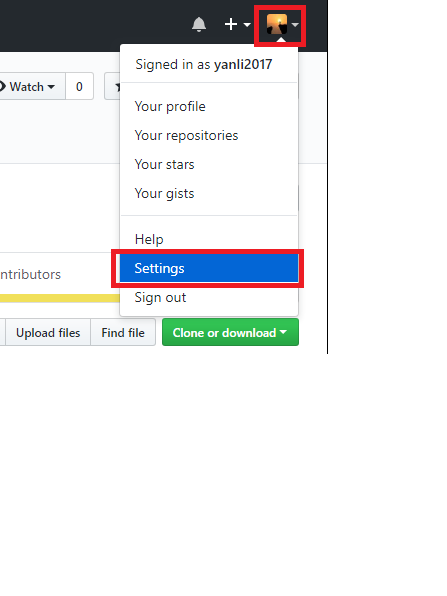 Signed in as yanli2017
Watch 0
Your profile
Your repositories
Your stars
Your gists
Help
ntributors
Settings
Sign out
Upload files Find file Clone or download